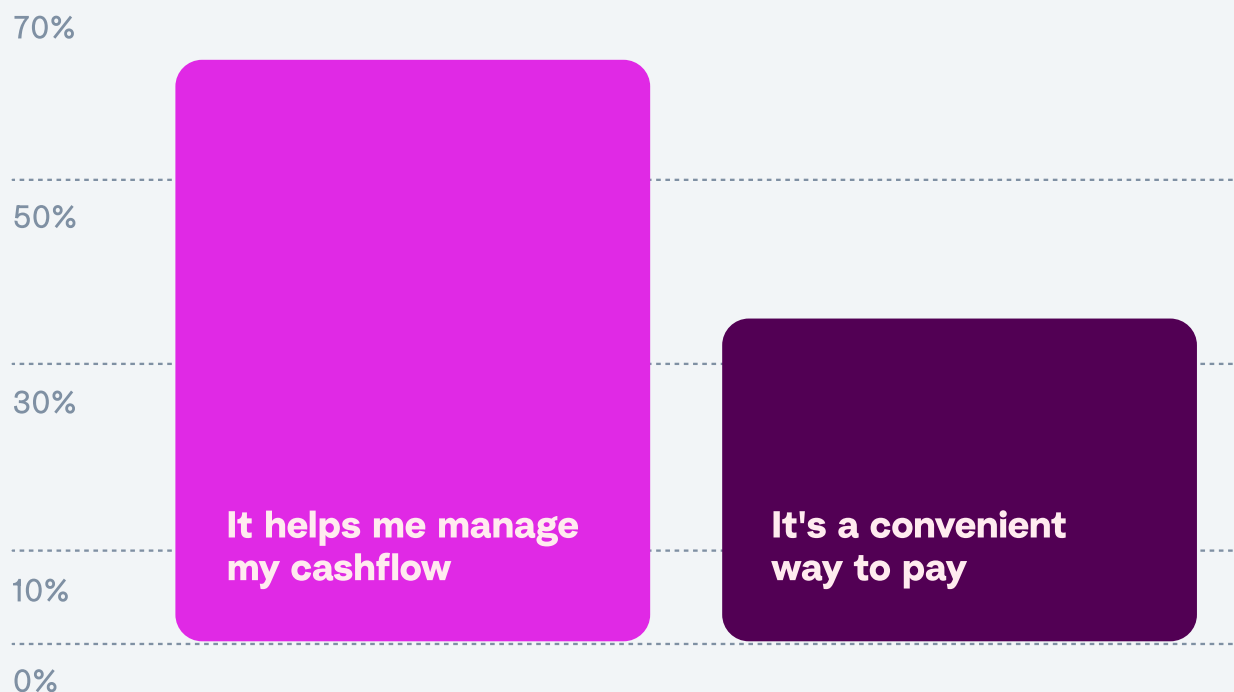 70%
50%
30%
It helps me manage
my cashflow
It's a convenient
way to pay
10%
0%